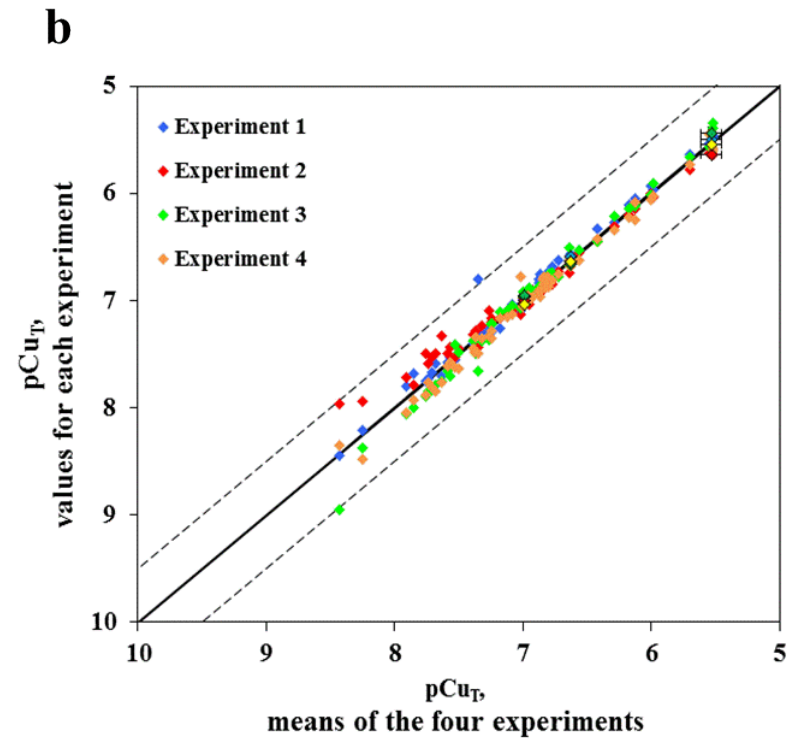 b
5
6
7
8
9
10
10
9
8
7
6
5
Experiment 1
Experiment 2
Experiment 3
Experiment 4
pCuT,
values for each experiment
pCuT,
means of the four experiments